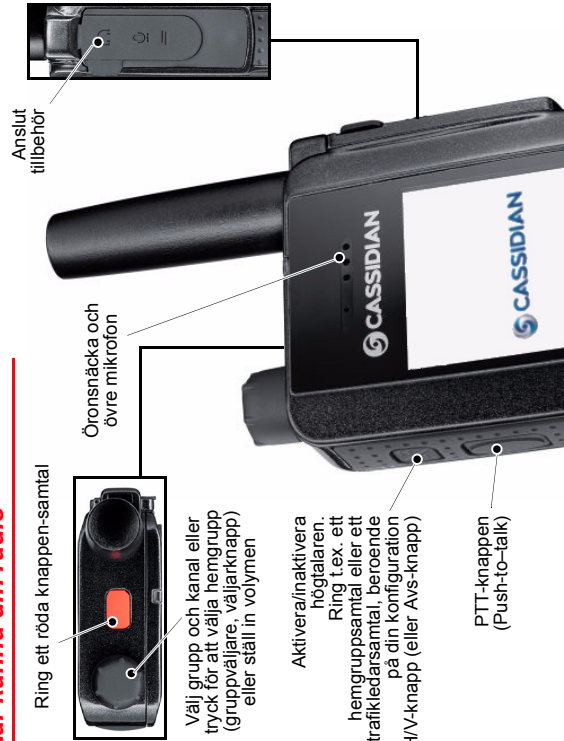 känna din radio
Anslut
tillbehör
Öronsnäcka och
övre mikrofon
Ring ett röda knappen-samtal
Välj grupp och kanal eller
tryck för att välja hemgrupp
(gruppväljare, väljarknapp)
eller ställ in volymen
Aktivera/inaktivera
högtalaren.
Ring t.ex. ett
hemgruppsamtal eller ett
trafikledarsamtal, beroende
på din konfiguration
H/V-knapp (eller Avs-knapp)
PTT-knappen
(Push-to–talk)
CASSIDIAN
CASSIDIAN